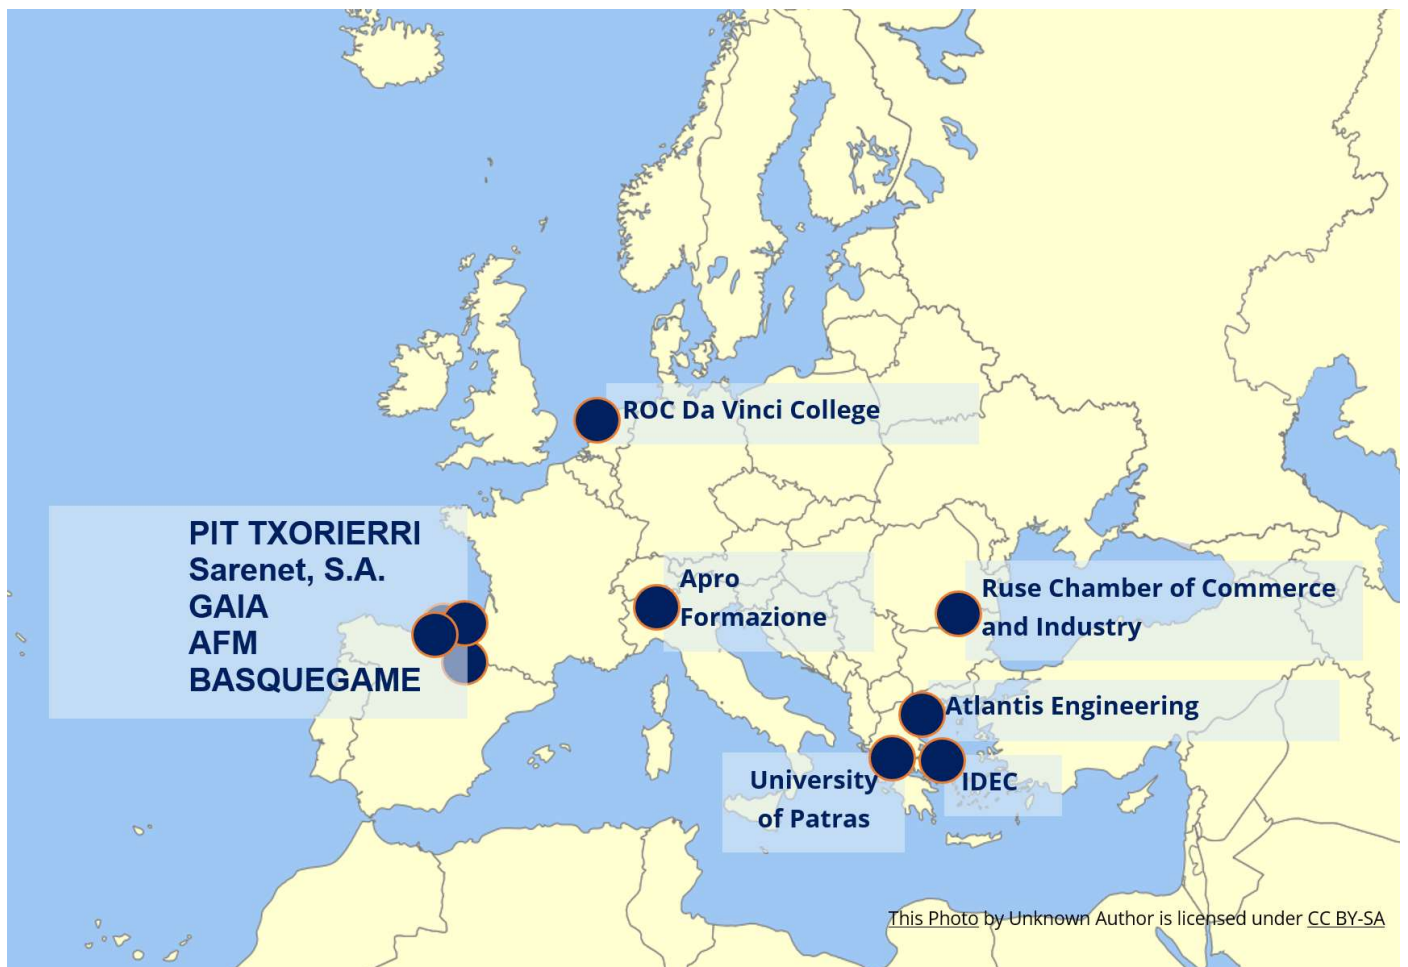 ROC Da Vinci College
PIT TXORIERRI
Sarenet, S.A.
GAIA
AFM
BASQUEGAME
Apro
Formazione
Ruse Chamber of Commerce
and Industry
Atlantis Engineering
University
of Patras
IDEC
This Photo by Unknown Author is licensed under CC BY-SA